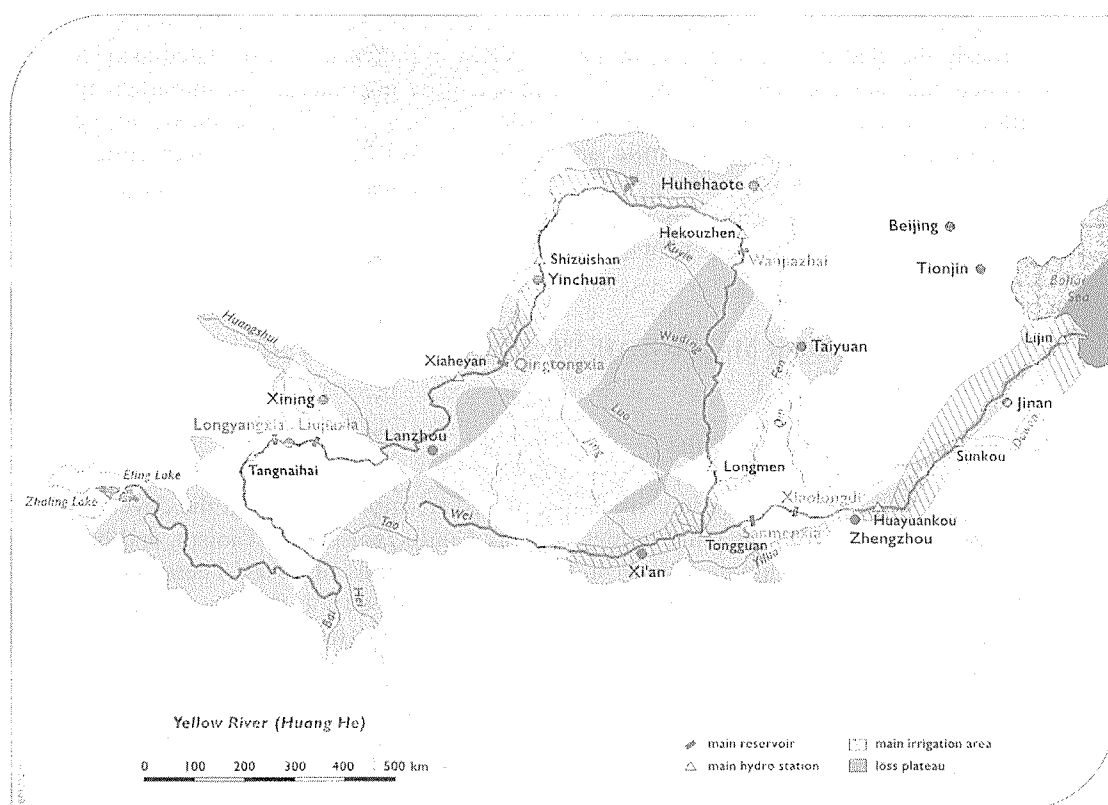 Huhehaote
Beijing
Hekouzhen
Kuyie
Wanjiazhai
Shizuishan
Tionjin
Yinchuan
Bohai
Sea
Huangshui
Lijin
Wuding
Taiyuan
Xiaheyan
Qingtongxia
Fen
Xining
Luo
Jinan
Longyangxia
Liujiaxia
Lanzhou
Qin
Jing
Sunkou
Tangnaihai
Longmen
Eling Lake
Zhaling Lake
Xiaolongdi
Wei
Tao
Huayuankou
Sanmenxia
Tongguan
Zhengzhou
Yiluo
Xi'an
Hei
Bai
Yellow River (Huang He)
0 100 200 300 400 500 km
main reservoir
main irrigation area
main hydro station
loss plateau